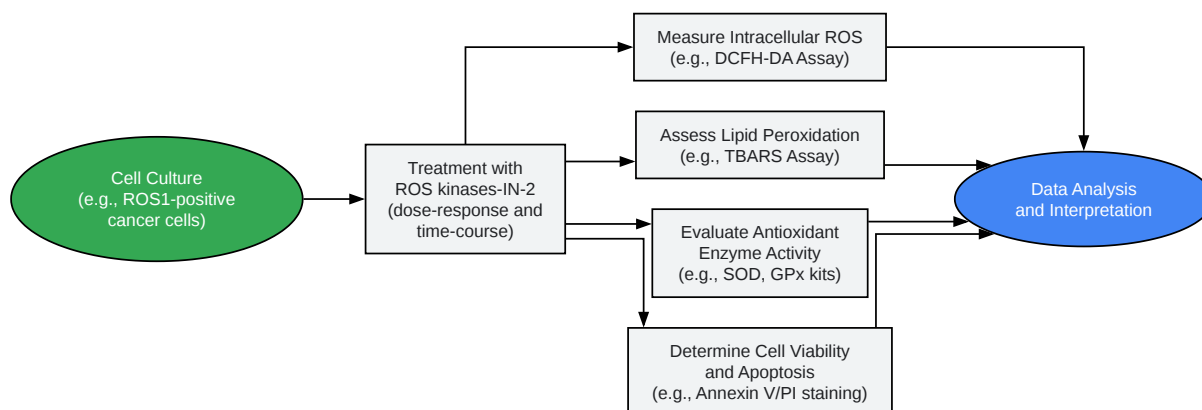 Cell Culture
(e.g., ROS1-positive
cancer cells)
Treatment with
ROS kinases-IN-2
(dose-response and
time-course)
Measure Intracellular ROS
(e.g., DCFH-DA Assay)
Assess Lipid Peroxidation
(e.g., TBARS Assay)
Evaluate Antioxidant
Enzyme Activity
(e.g., SOD, GPx kits)
Determine Cell Viability
and Apoptosis
(e.g., Annexin V/PI staining)
Data Analysis
and Interpretation